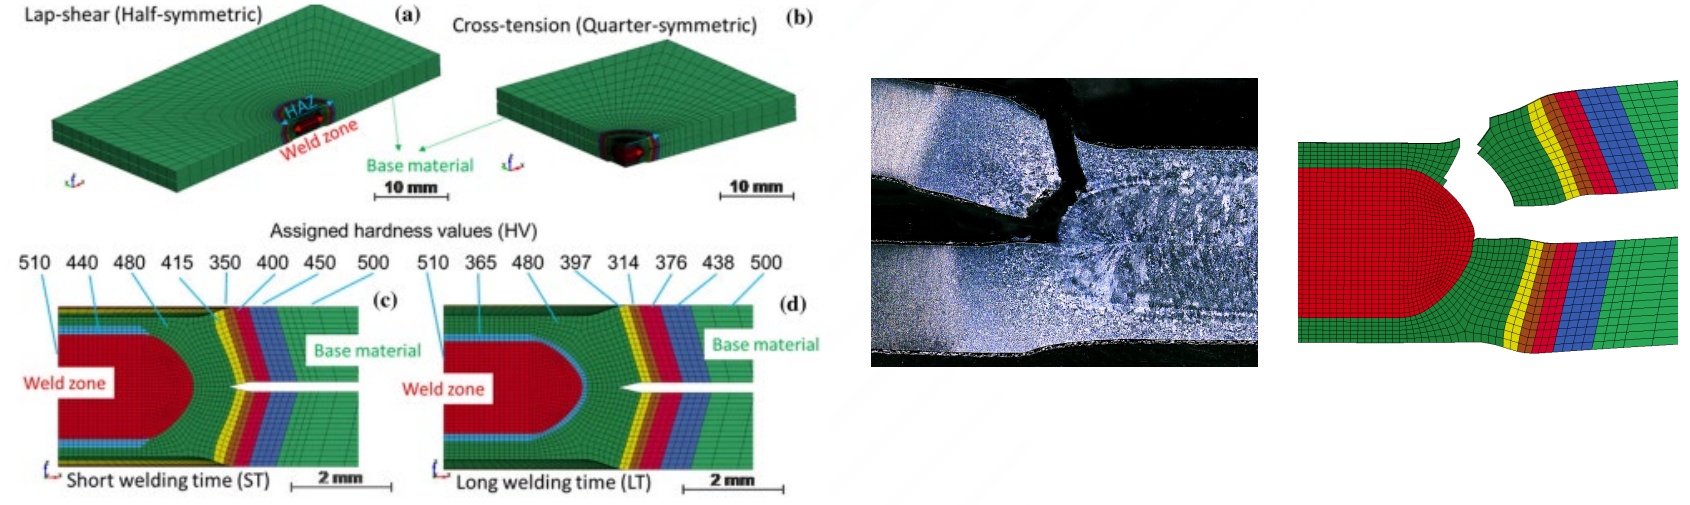 Lap-shear (Half-symmetric)
(a)
Cross-tension (Quarter-symmetric)
(b)
HAZ
Weld zone
Base material
10 mm
10 mm
Assigned hardness values (HV)
510 440 480 415 350 400 450 500 510 365 480 397 314 376 438 500
(c)
(d)
Base material
Base material
Weld zone
Weld zone
Short welding time (ST)
2 mm
Long welding time (LT)
2 mm